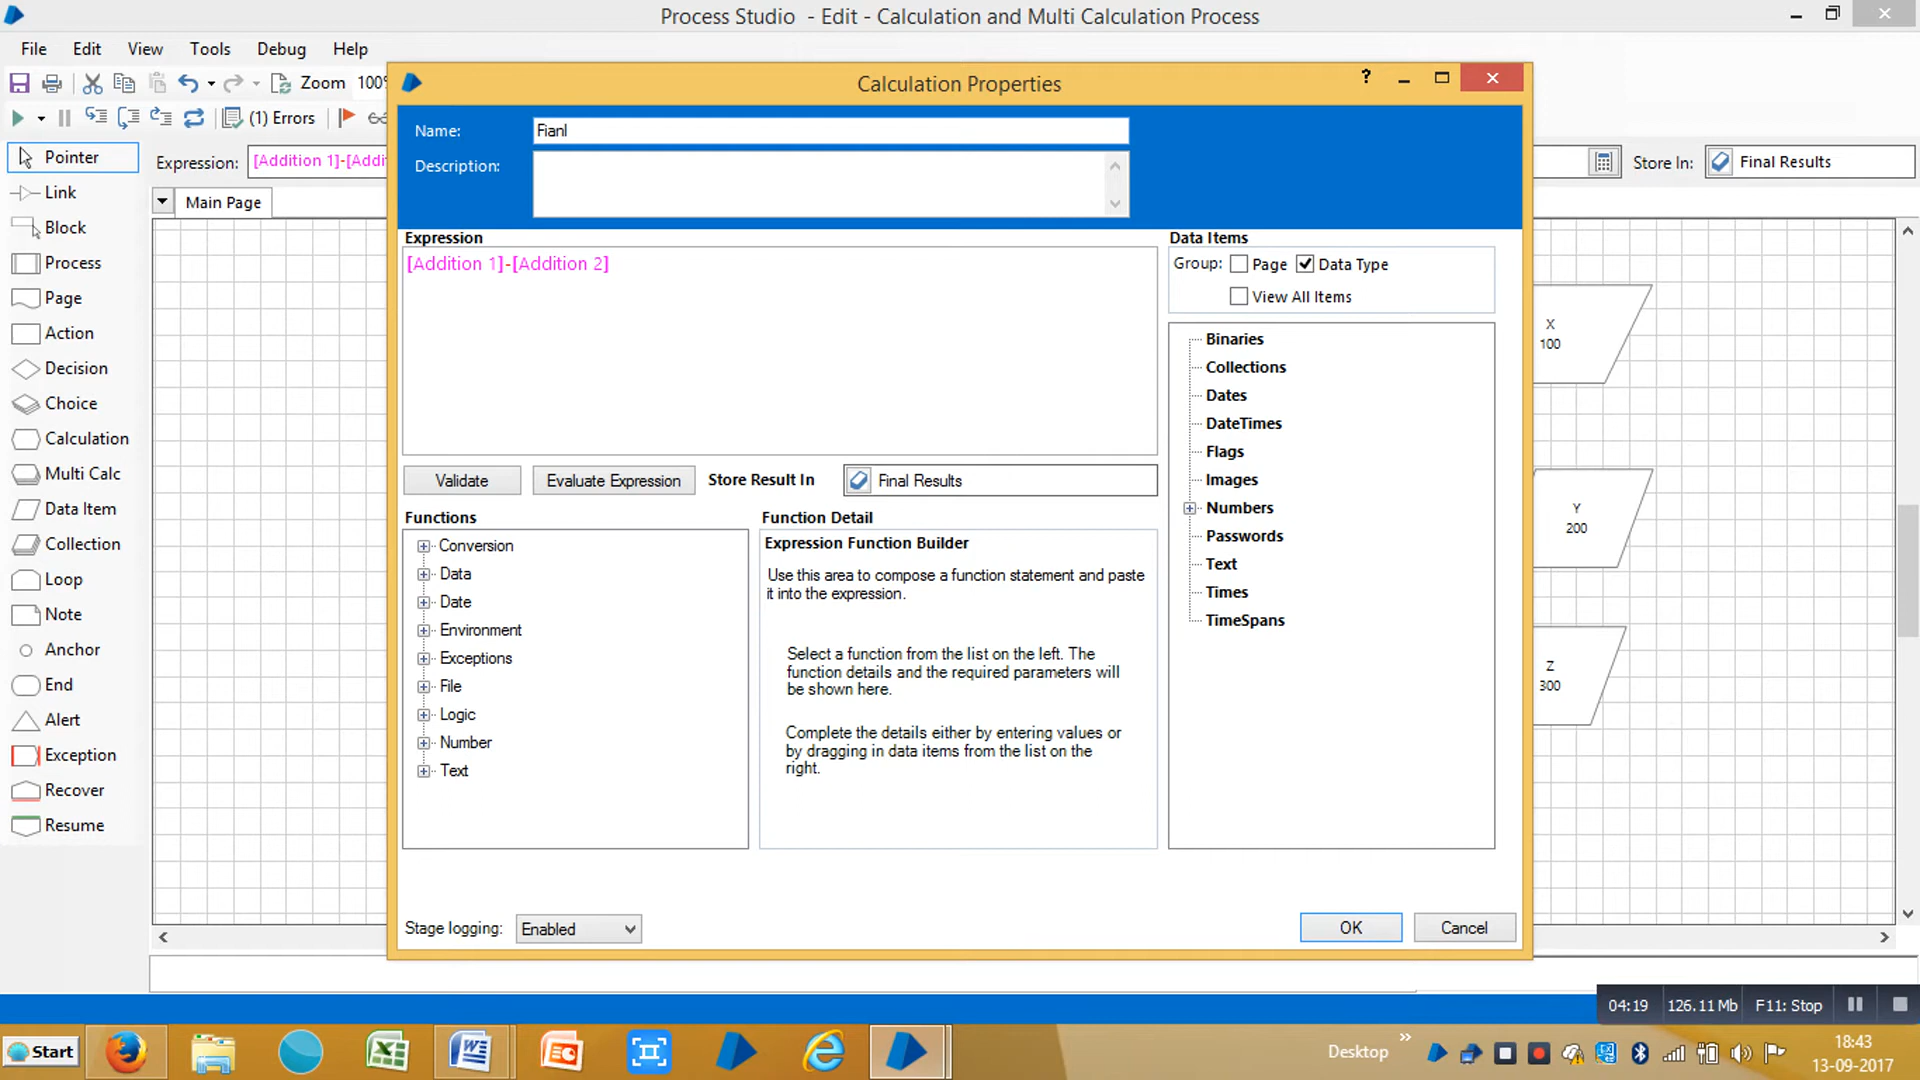 Process Studio - Edit - Calculation and Multi Calculation Process
File Edit View Tools Debug Help
Zoom 100%
(1) Errors
Expression: [Addition 1]-[Addi
Store In: Final Results
Main Page
Pointer
Link
Block
Process
Page
Action
Decision
Choice
Calculation
Multi Calc
Data Item
Collection
Loop
Note
Anchor
End
Alert
Exception
Recover
Resume
Calculation Properties
?
Name: Fianl
Description:
Expression
[Addition 1]-[Addition 2]
Validate
Evaluate Expression
Store Result In
Final Results
Functions
Conversion
Data
Date
Environment
Exceptions
File
Logic
Number
Text
Function Detail
Expression Function Builder
Use this area to compose a function statement and paste
it into the expression.
Select a function from the list on the left. The
function details and the required parameters will
be shown here.
Complete the details either by entering values or
by dragging in data items from the list on the
right.
Data Items
Group: Page Data Type
View All Items
Binaries
Collections
Dates
DateTimes
Flags
Images
Numbers
Passwords
Text
Times
TimeSpans
Stage logging: Enabled
OK
Cancel
X
100
Y
200
Z
300
04:19 126.11 Mb F11: Stop
Start
Desktop
18:43
13-09-2017